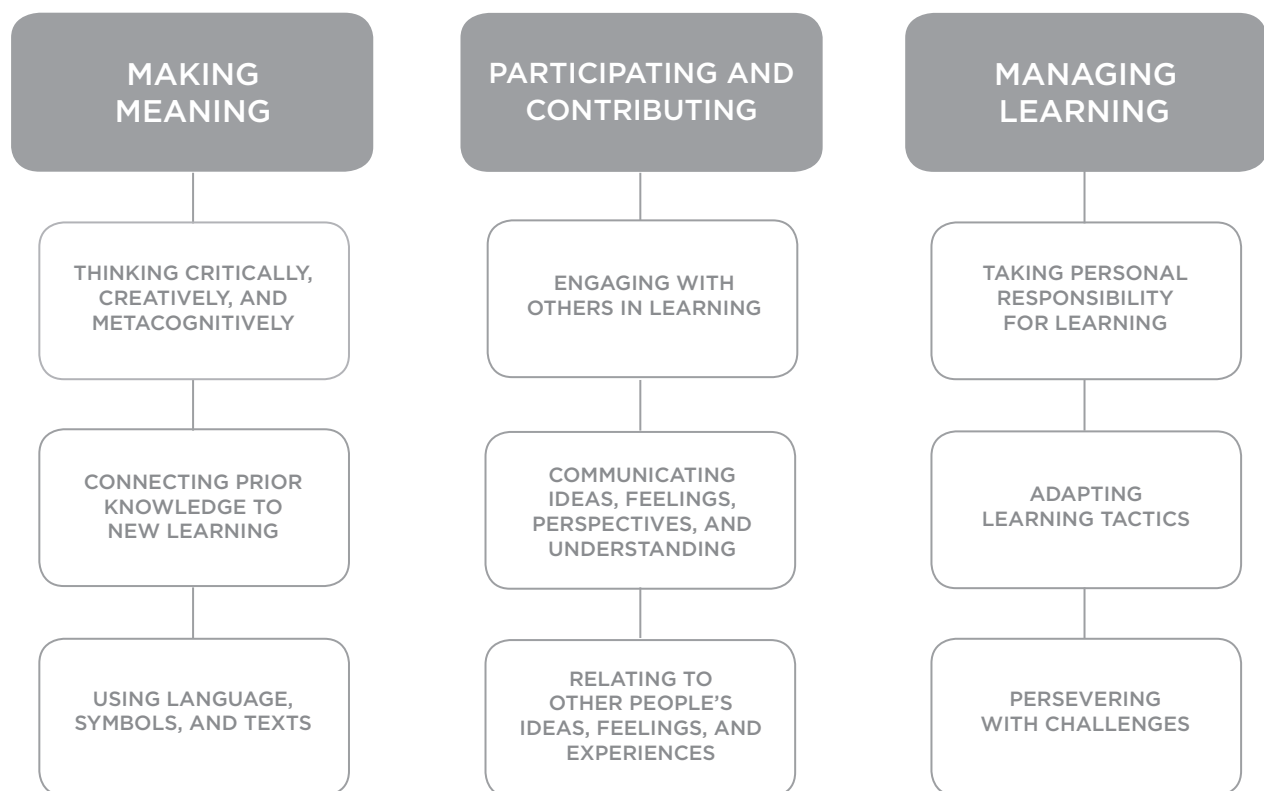 MAKING
MEANING
THINKING CRITICALLY,
CREATIVELY, AND
METACOGNITIVELY
CONNECTING PRIOR
KNOWLEDGE TO
NEW LEARNING
USING LANGUAGE,
SYMBOLS, AND TEXTS
PARTICIPATING AND
CONTRIBUTING
ENGAGING WITH
OTHERS IN LEARNING
COMMUNICATING
IDEAS, FEELINGS,
PERSPECTIVES, AND
UNDERSTANDING
RELATING TO
OTHER PEOPLE’S
IDEAS, FEELINGS, AND
EXPERIENCES
MANAGING
LEARNING
TAKING PERSONAL
RESPONSIBILITY
FOR LEARNING
ADAPTING
LEARNING TACTICS
PERSEVERING
WITH CHALLENGES